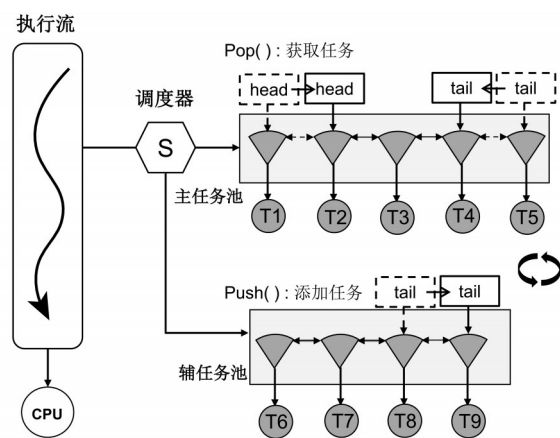 执行流
Pop( ) : 获取任务
head
head
tail
tail
调度器
S
主任务池
T1
T2
T3
T4
T5
Push( ) : 添加任务
tail
tail
辅任务池
CPU
T6
T7
T8
T9